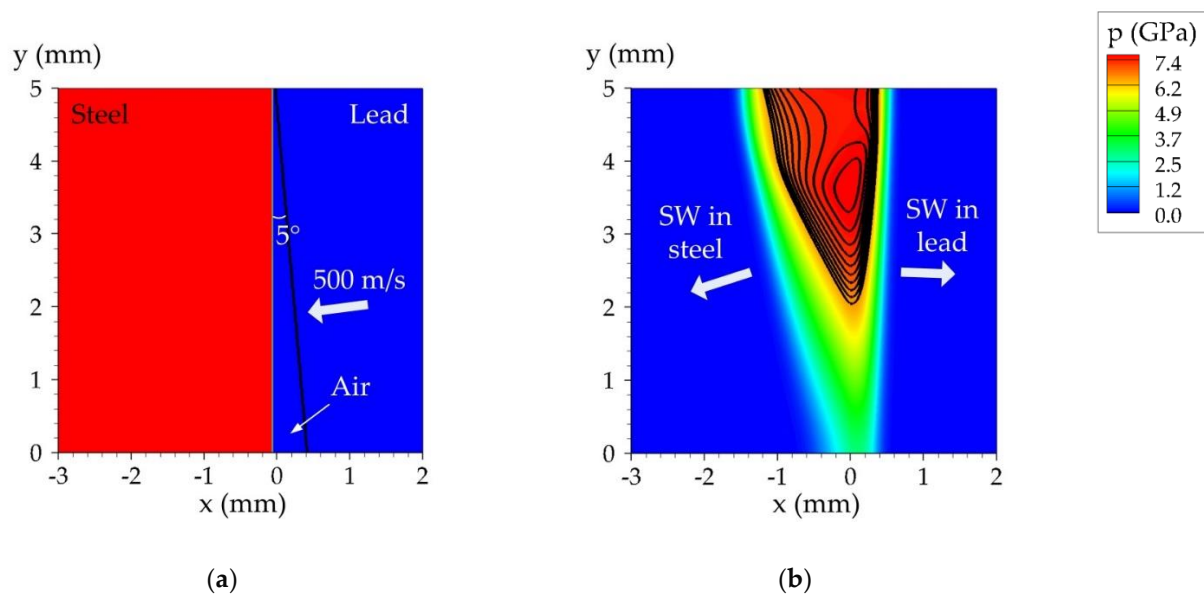 y (mm)
5
4
3
2
1
0
Steel
Lead
5°
500 m/s
Air
-3
-2
-1
0
1
2
x (mm)
(a)
y (mm)
5
4
3
2
1
0
SW in
steel
SW in
lead
-3
-2
-1
0
1
2
x (mm)
(b)
p (GPa)
7.4
6.2
4.9
3.7
2.5
1.2
0.0